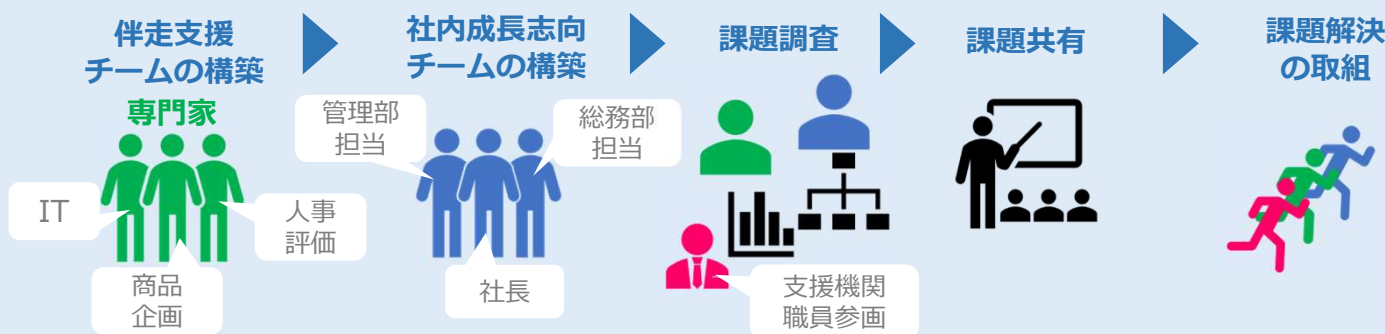 伴走支援
チームの構築
専門家
IT
人事
評価
商品
企画
社内成長志向
チームの構築
管理部
担当
総務部
担当
社長
課題調査
支援機関
職員参画
課題共有
課題解決
の取組